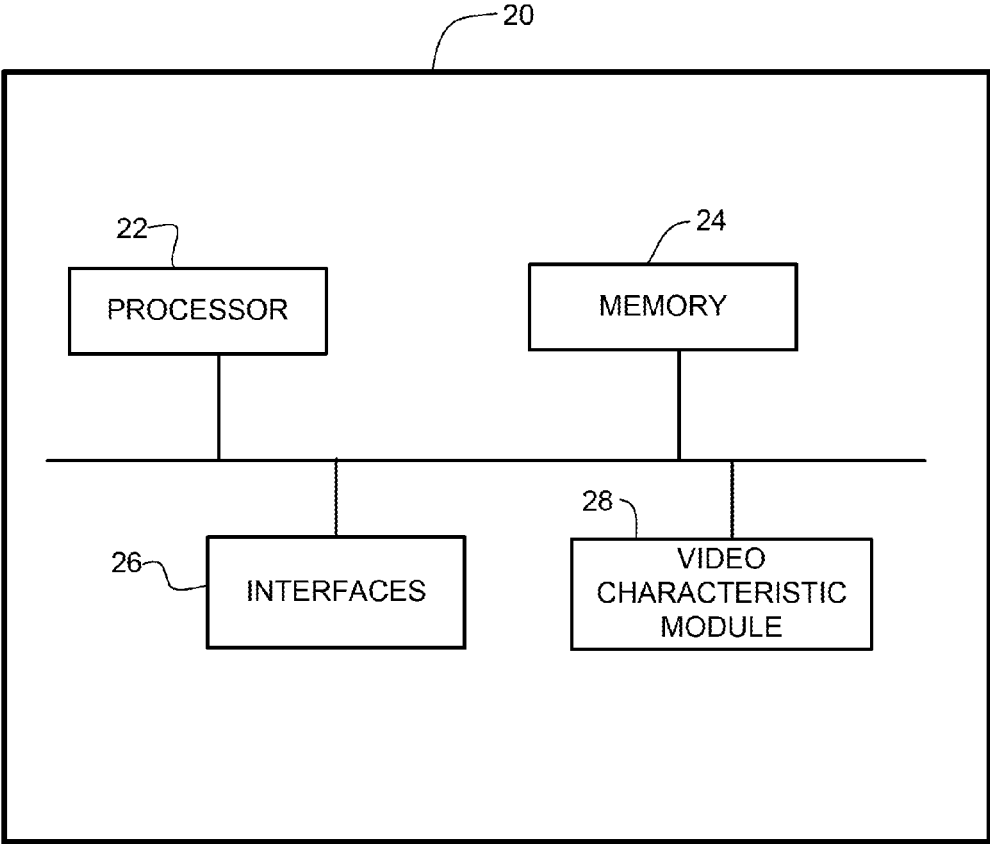 20
22
PROCESSOR
24
MEMORY
26
INTERFACES
28
VIDEO
CHARACTERISTIC
MODULE